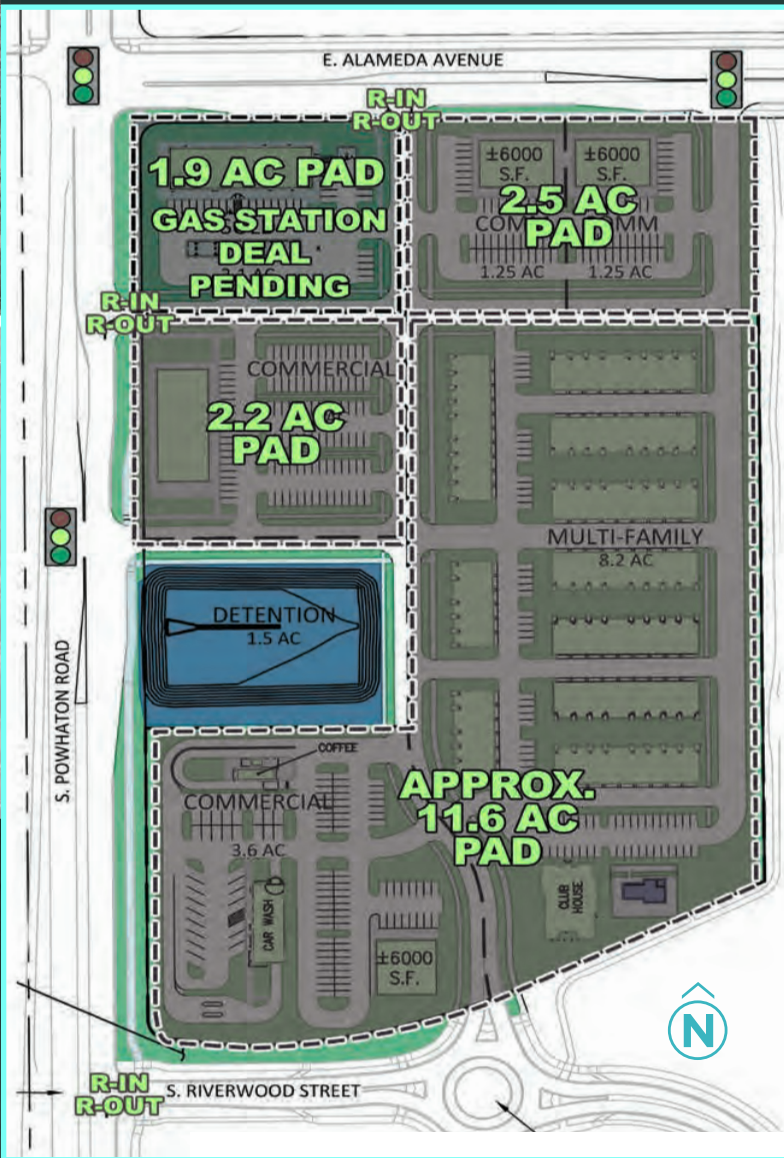 E. ALAMEDA AVENUE
R-IN
R-OUT
1.9 AC PAD
GAS STATION
DEAL
PENDING
±6000
S.F.
±6000
S.F.
2.5 AC
PAD
1.25 AC
1.25 AC
R-IN
R-OUT
COMMERCIAL
2.2 AC
PAD
MULTI-FAMILY
8.2 AC
DETENTION
1.5 AC
S. POWHATON ROAD
COFFEE
COMMERCIAL
3.6 AC
APPROX.
11.6 AC
PAD
CAR WASH
±6000
S.F.
CLUB
HOUSE
N
R-IN
R-OUT
S. RIVERWOOD STREET